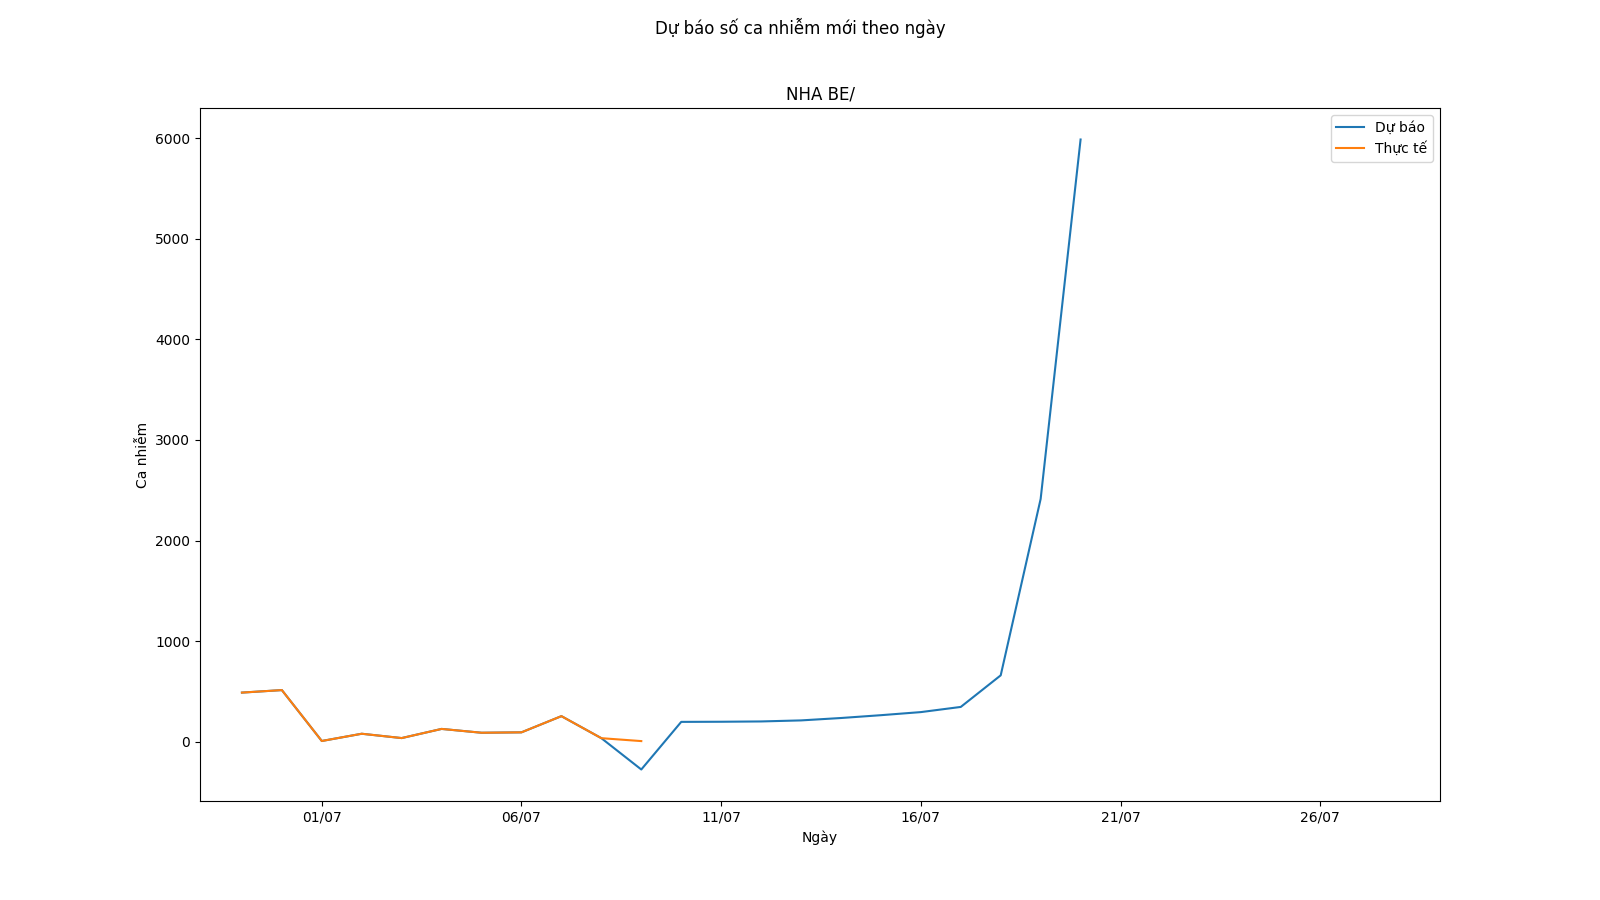 Dự báo số ca nhiễm mới theo ngày
NHA BE/
Dự báo
Thực tế
6000
5000
4000
3000
2000
1000
0
Ca nhiễm
01/07
06/07
11/07
16/07
21/07
26/07
Ngày